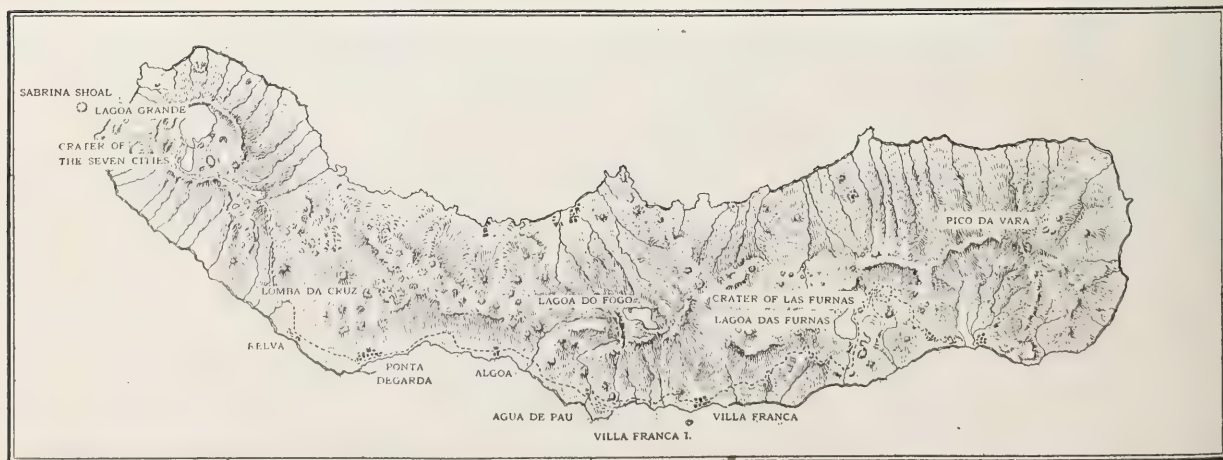 SABRINA SHOAL
LAGOA GRANDE
CRATER OF
THE SEVEN CITIES
PICO DA VARA
LOMBA DA CRUZ
LAGOA DO FOGO
CRATER OF LAS FURNAS
LAGOA DAS FURNAS
RELVA
PONTA
DEGARDA
ALGOA
AGUA DE PAU
VILLA FRANCA
VILLA FRANCA I.